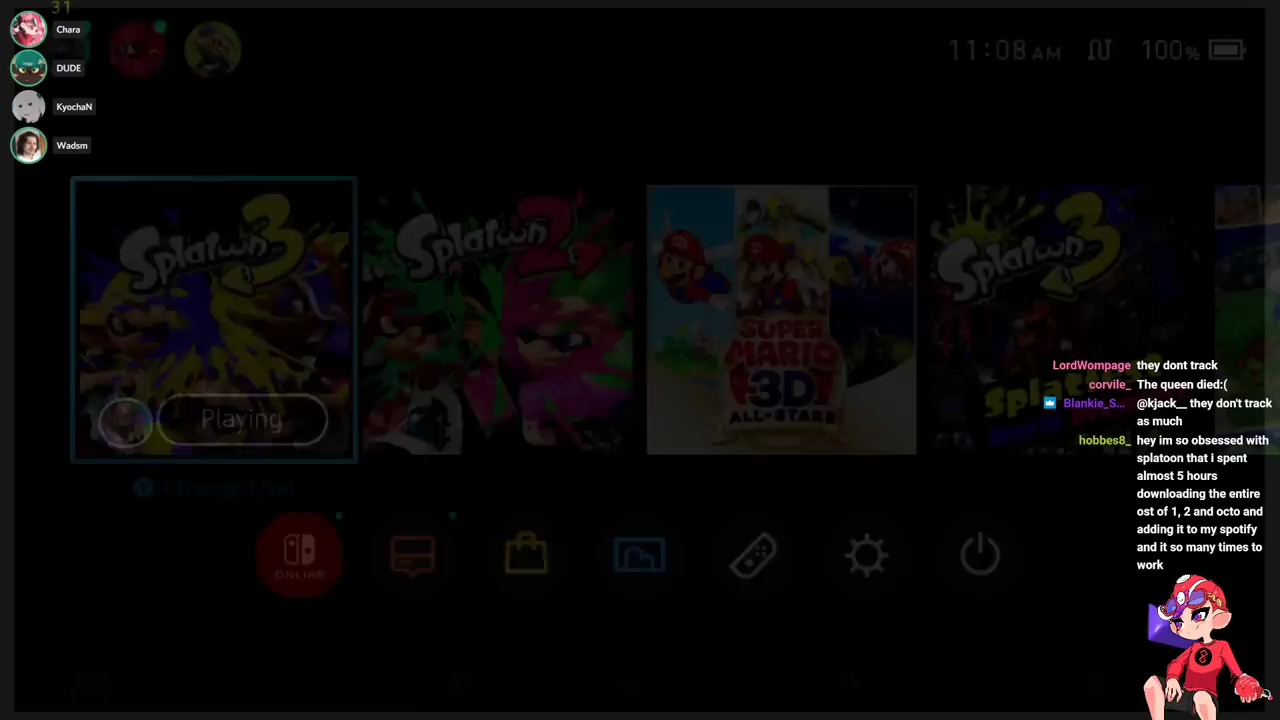 31
Chara
DUDE
KyochaN
Wadsm
11:08 AM
100%
Splatoon 3
Splatoon 2
SUPER
MARIO
3D
ALL-STARS
Splatoon 3
Playing
Change User
ONLINE
LordWompage they dont track
corvile_ The queen died:(
Blankie_S... @kjack__ they don't track
as much
hobbes8_ hey im so obsessed with
splatoon that i spent
almost 5 hours
downloading the entire
ost of 1, 2 and octo and
adding it to my spotify
and it so many times to
work